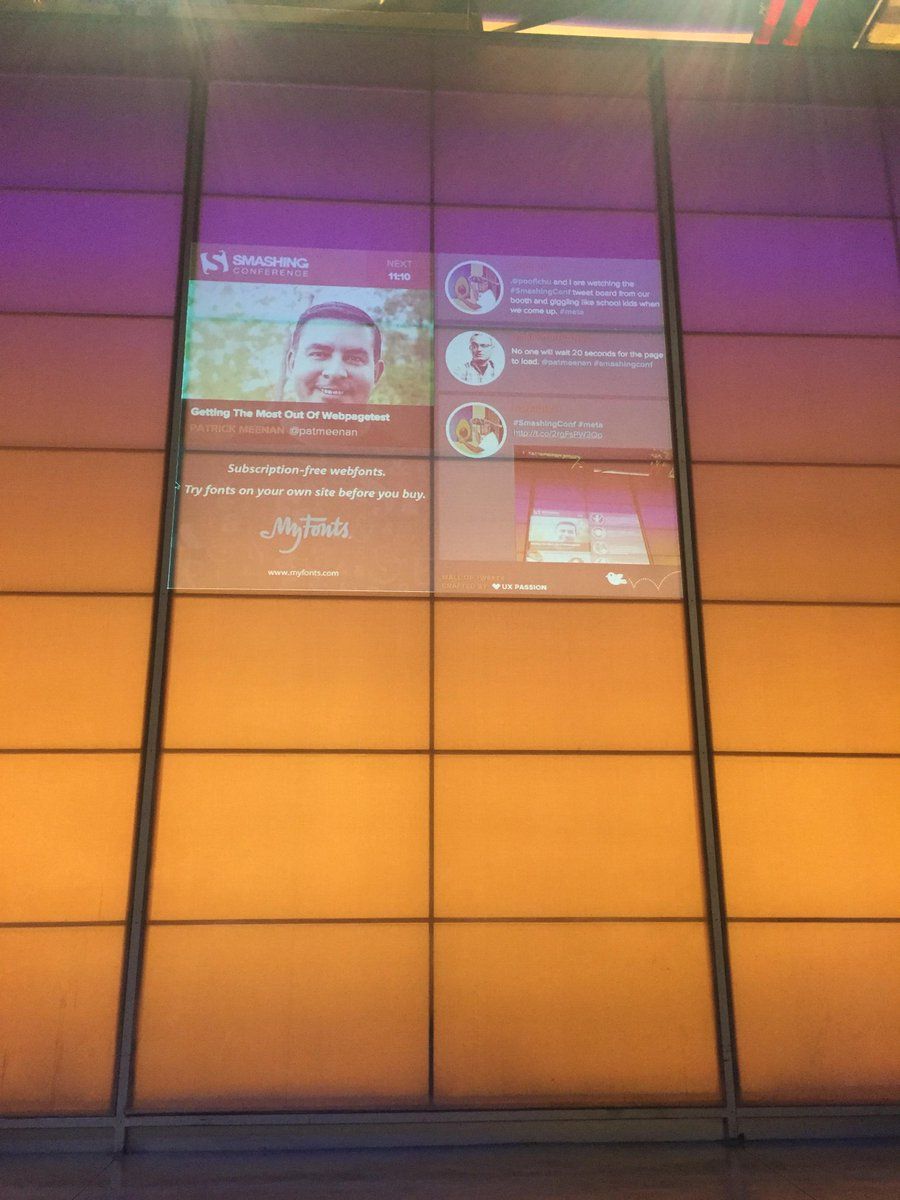 SMASHING
CONFERENCE
NEXT
11:10
Getting The Most Out Of Webpagetest
PATRICK MEENAN @patmeenan
Subscription-free webfonts.
Try fonts on your own site before you buy.
MyFonts
www.myfonts.com
.@poofichu and I are watching the
#SmashingConf tweet board from our
booth and giggling like school kids when
we come up. #meta
No one will wait 20 seconds for the page
to load. @patmeenan #smashingconf
#SmashingConf #meta
WALL OF TWEETS
CRAFTED BY UX PASSION